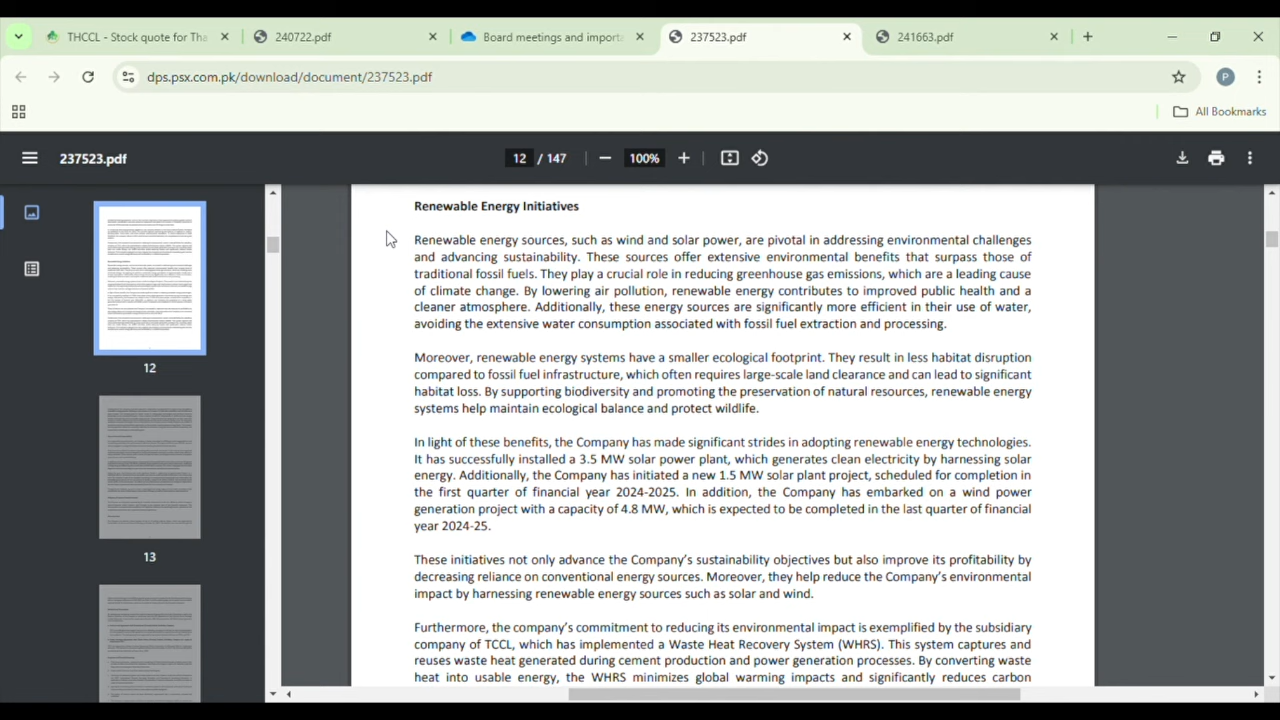 THCCL - Stock quote for Tha
240722.pdf
Board meetings and importa
237523.pdf
241663.pdf
dps.psx.com.pk/download/document/237523.pdf
P
All Bookmarks
237523.pdf
12 / 147
100%
12
13
Renewable Energy Initiatives
Renewable energy sources, such as wind and solar power, are pivotal in addressing environmental challenges
and advancing sustainability. These sources offer extensive environmental benefits that surpass those of
traditional fossil fuels. They play a crucial role in reducing greenhouse gas emissions, which are a leading cause
of climate change. By lowering air pollution, renewable energy contributes to improved public health and a
cleaner atmosphere. Additionally, these energy sources are significantly more efficient in their use of water,
avoiding the extensive water consumption associated with fossil fuel extraction and processing.
Moreover, renewable energy systems have a smaller ecological footprint. They result in less habitat disruption
compared to fossil fuel infrastructure, which often requires large-scale land clearance and can lead to significant
habitat loss. By supporting biodiversity and promoting the preservation of natural resources, renewable energy
systems help maintain ecological balance and protect wildlife.
In light of these benefits, the Company has made significant strides in adopting renewable energy technologies.
It has successfully installed a 3.5 MW solar power plant, which generates clean electricity by harnessing solar
energy. Additionally, the Company has initiated a new 1.5 MW solar plant project, scheduled for completion in
the first quarter of financial year 2024-2025. In addition, the Company has embarked on a wind power
generation project with a capacity of 4.8 MW, which is expected to be completed in the last quarter of financial
year 2024-25.
These initiatives not only advance the Company's sustainability objectives but also improve its profitability by
decreasing reliance on conventional energy sources. Moreover, they help reduce the Company's environmental
impact by harnessing renewable energy sources such as solar and wind.
Furthermore, the company's commitment to reducing its environmental impact is exemplified by the subsidiary
company of TCCL, which has implemented a Waste Heat Recovery System (WHRS). This system captures and
reuses waste heat generated during cement production and power generation processes. By converting waste
heat into usable energy, the WHRS minimizes global warming impacts and significantly reduces carbon